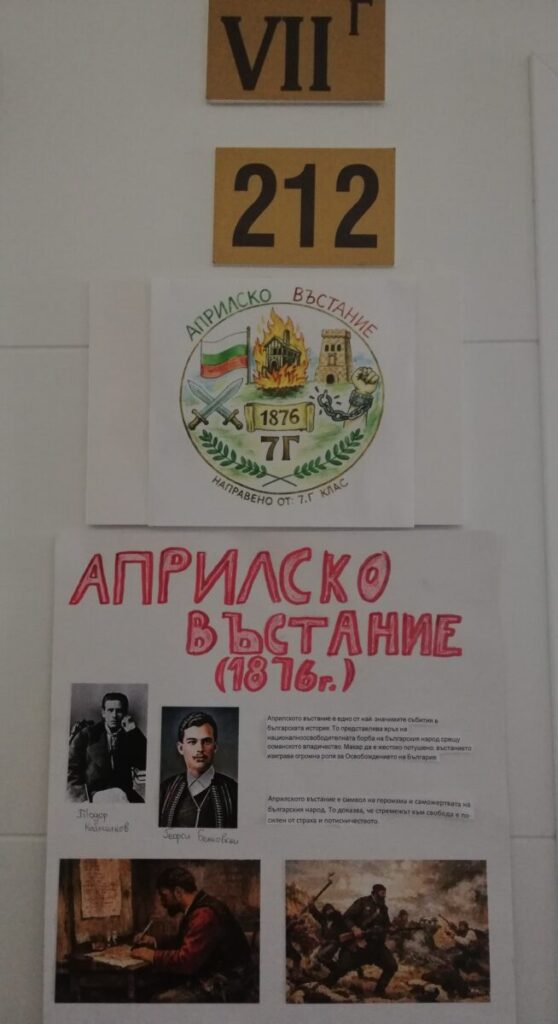 VII Г
212
АПРИЛСКО ВЪСТАНИЕ
1876
7Г
НАПРАВЕНО ОТ: 7.Г КЛАС
АПРИЛСКО
ВЪСТАНИЕ
(1876г.)
Априлското въстание е едно от най-значимите събития в
българската история. То представлява връх на
националноосвободителната борба на българския народ срещу
османското владичество. Макар да е жестоко потушено, въстанието
изиграва огромна роля за Освобождението на България.
Априлското въстание е символ на героизма и саможертвата на
българския народ. То доказва, че стремежът към свобода е по-
силен от страха и потисничеството.
Тодор
Каблешков
Георги Бенковски